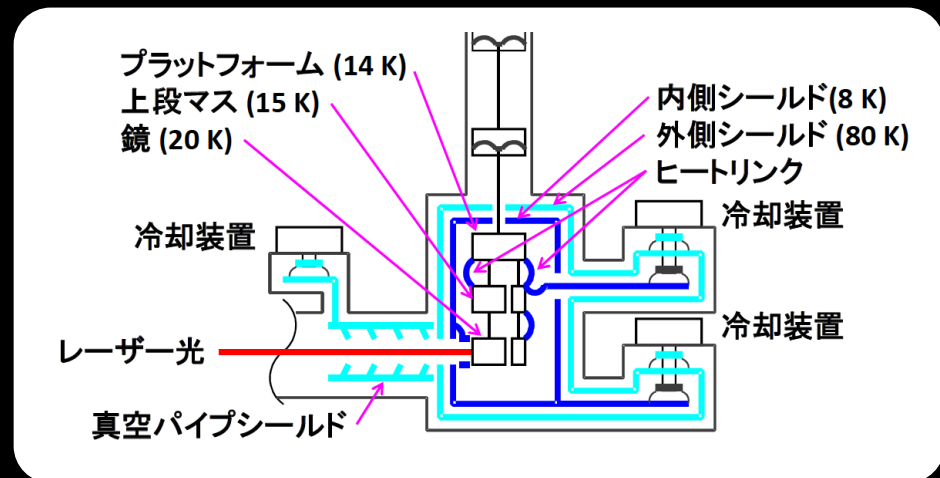 プラットフォーム (14 K)
上段マス (15 K)
鏡 (20 K)
内側シールド(8 K)
外側シールド (80 K)
ヒートリンク
冷却装置
冷却装置
冷却装置
レーザー光
真空パイプシールド